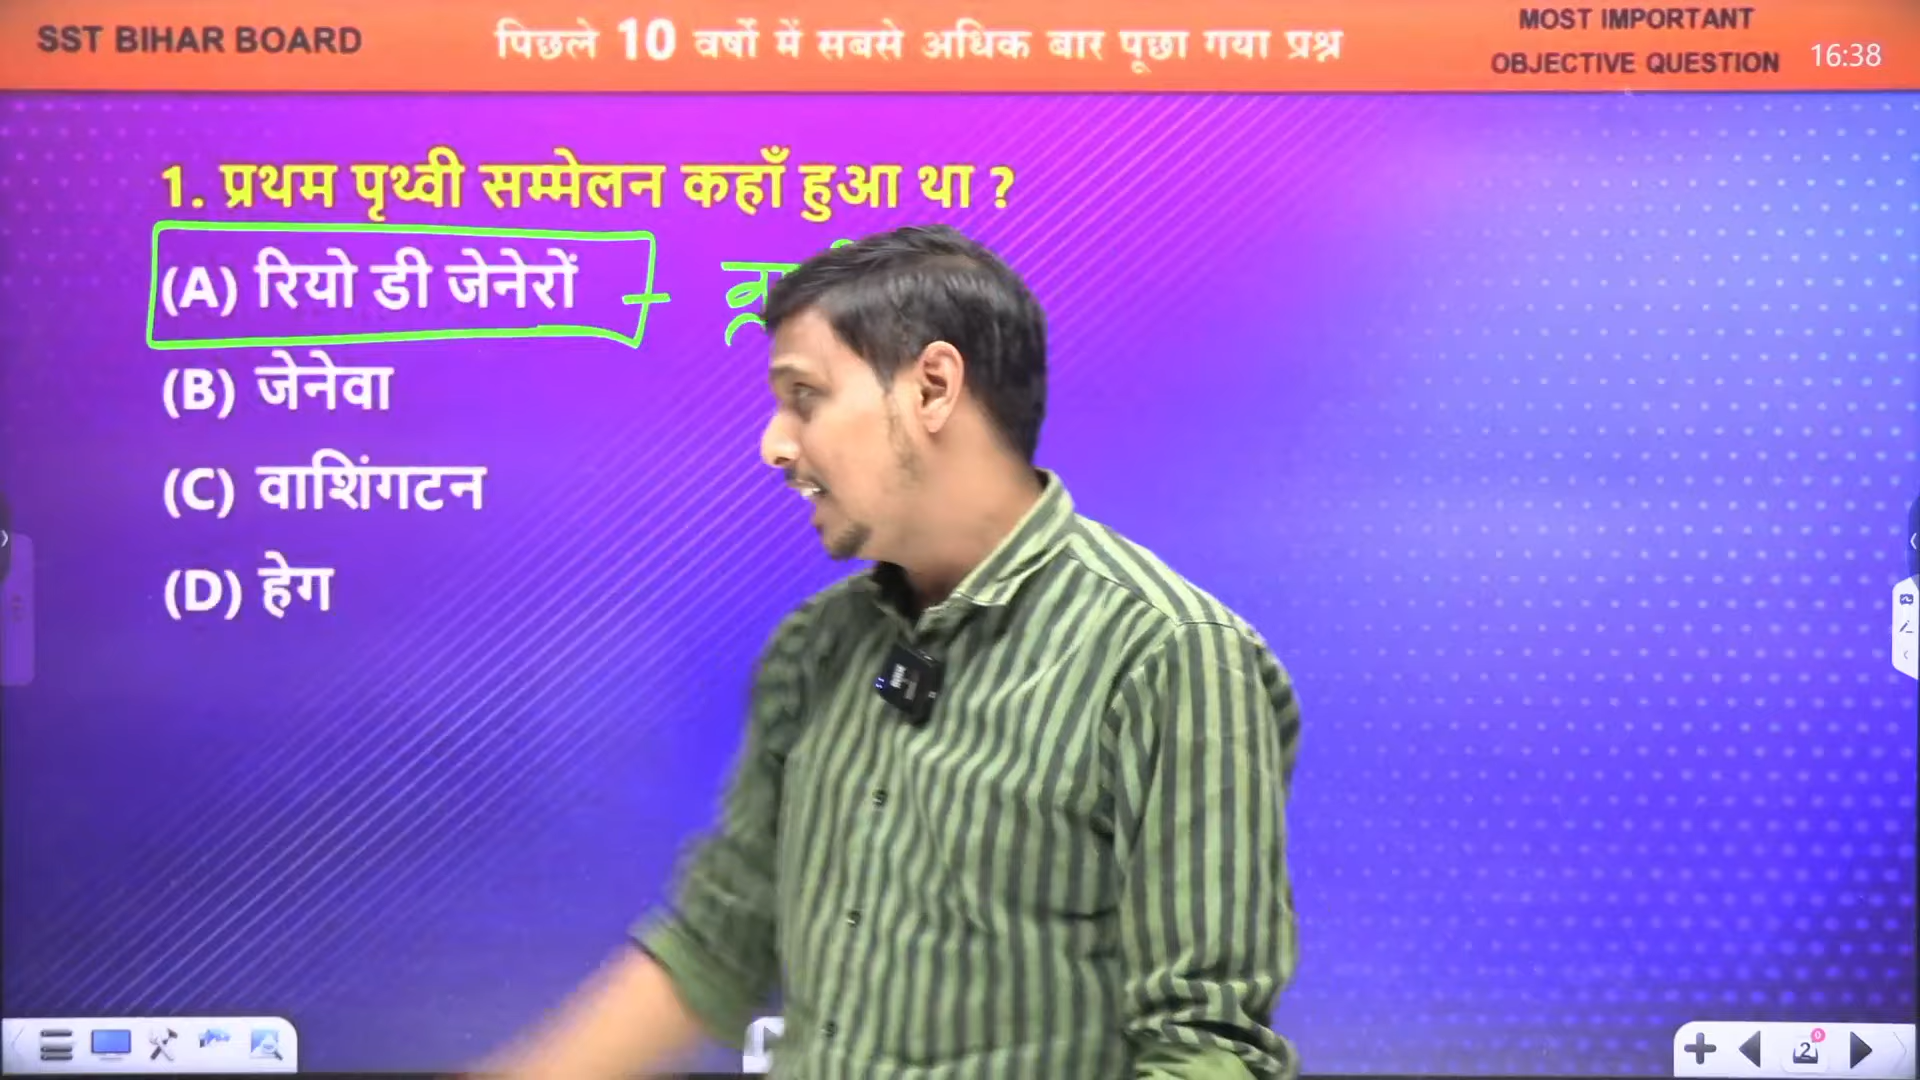 SST BIHAR BOARD
पिछले 10 वर्षो में सबसे अधिक बार पूछा गया प्रश्न
MOST IMPORTANT
OBJECTIVE QUESTION
16:38
1. प्रथम पृथ्वी सम्मेलन कहाँ हुआ था ?
(A) रियो डी जेनेरों
(B) जेनेवा
(C) वाशिंगटन
(D) हेग
2